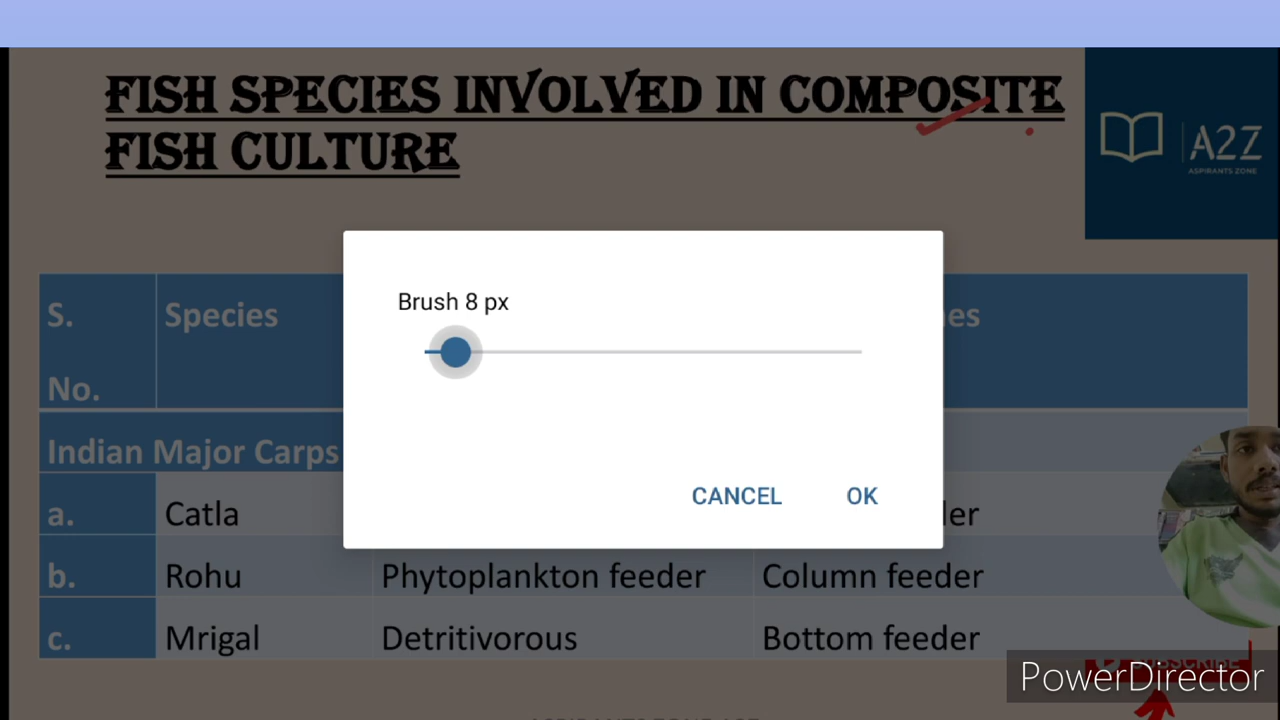 FISH SPECIES INVOLVED IN COMPOSITE
FISH CULTURE
A2Z
ASPIRANTS ZONE
Brush 8 px
CANCEL OK
S.
No.
Species
Indian Major Carps
a. Catla
b. Rohu Phytoplankton feeder Column feeder
c. Mrigal Detritivorous Bottom feeder
SUBSCRIBE
PowerDirector